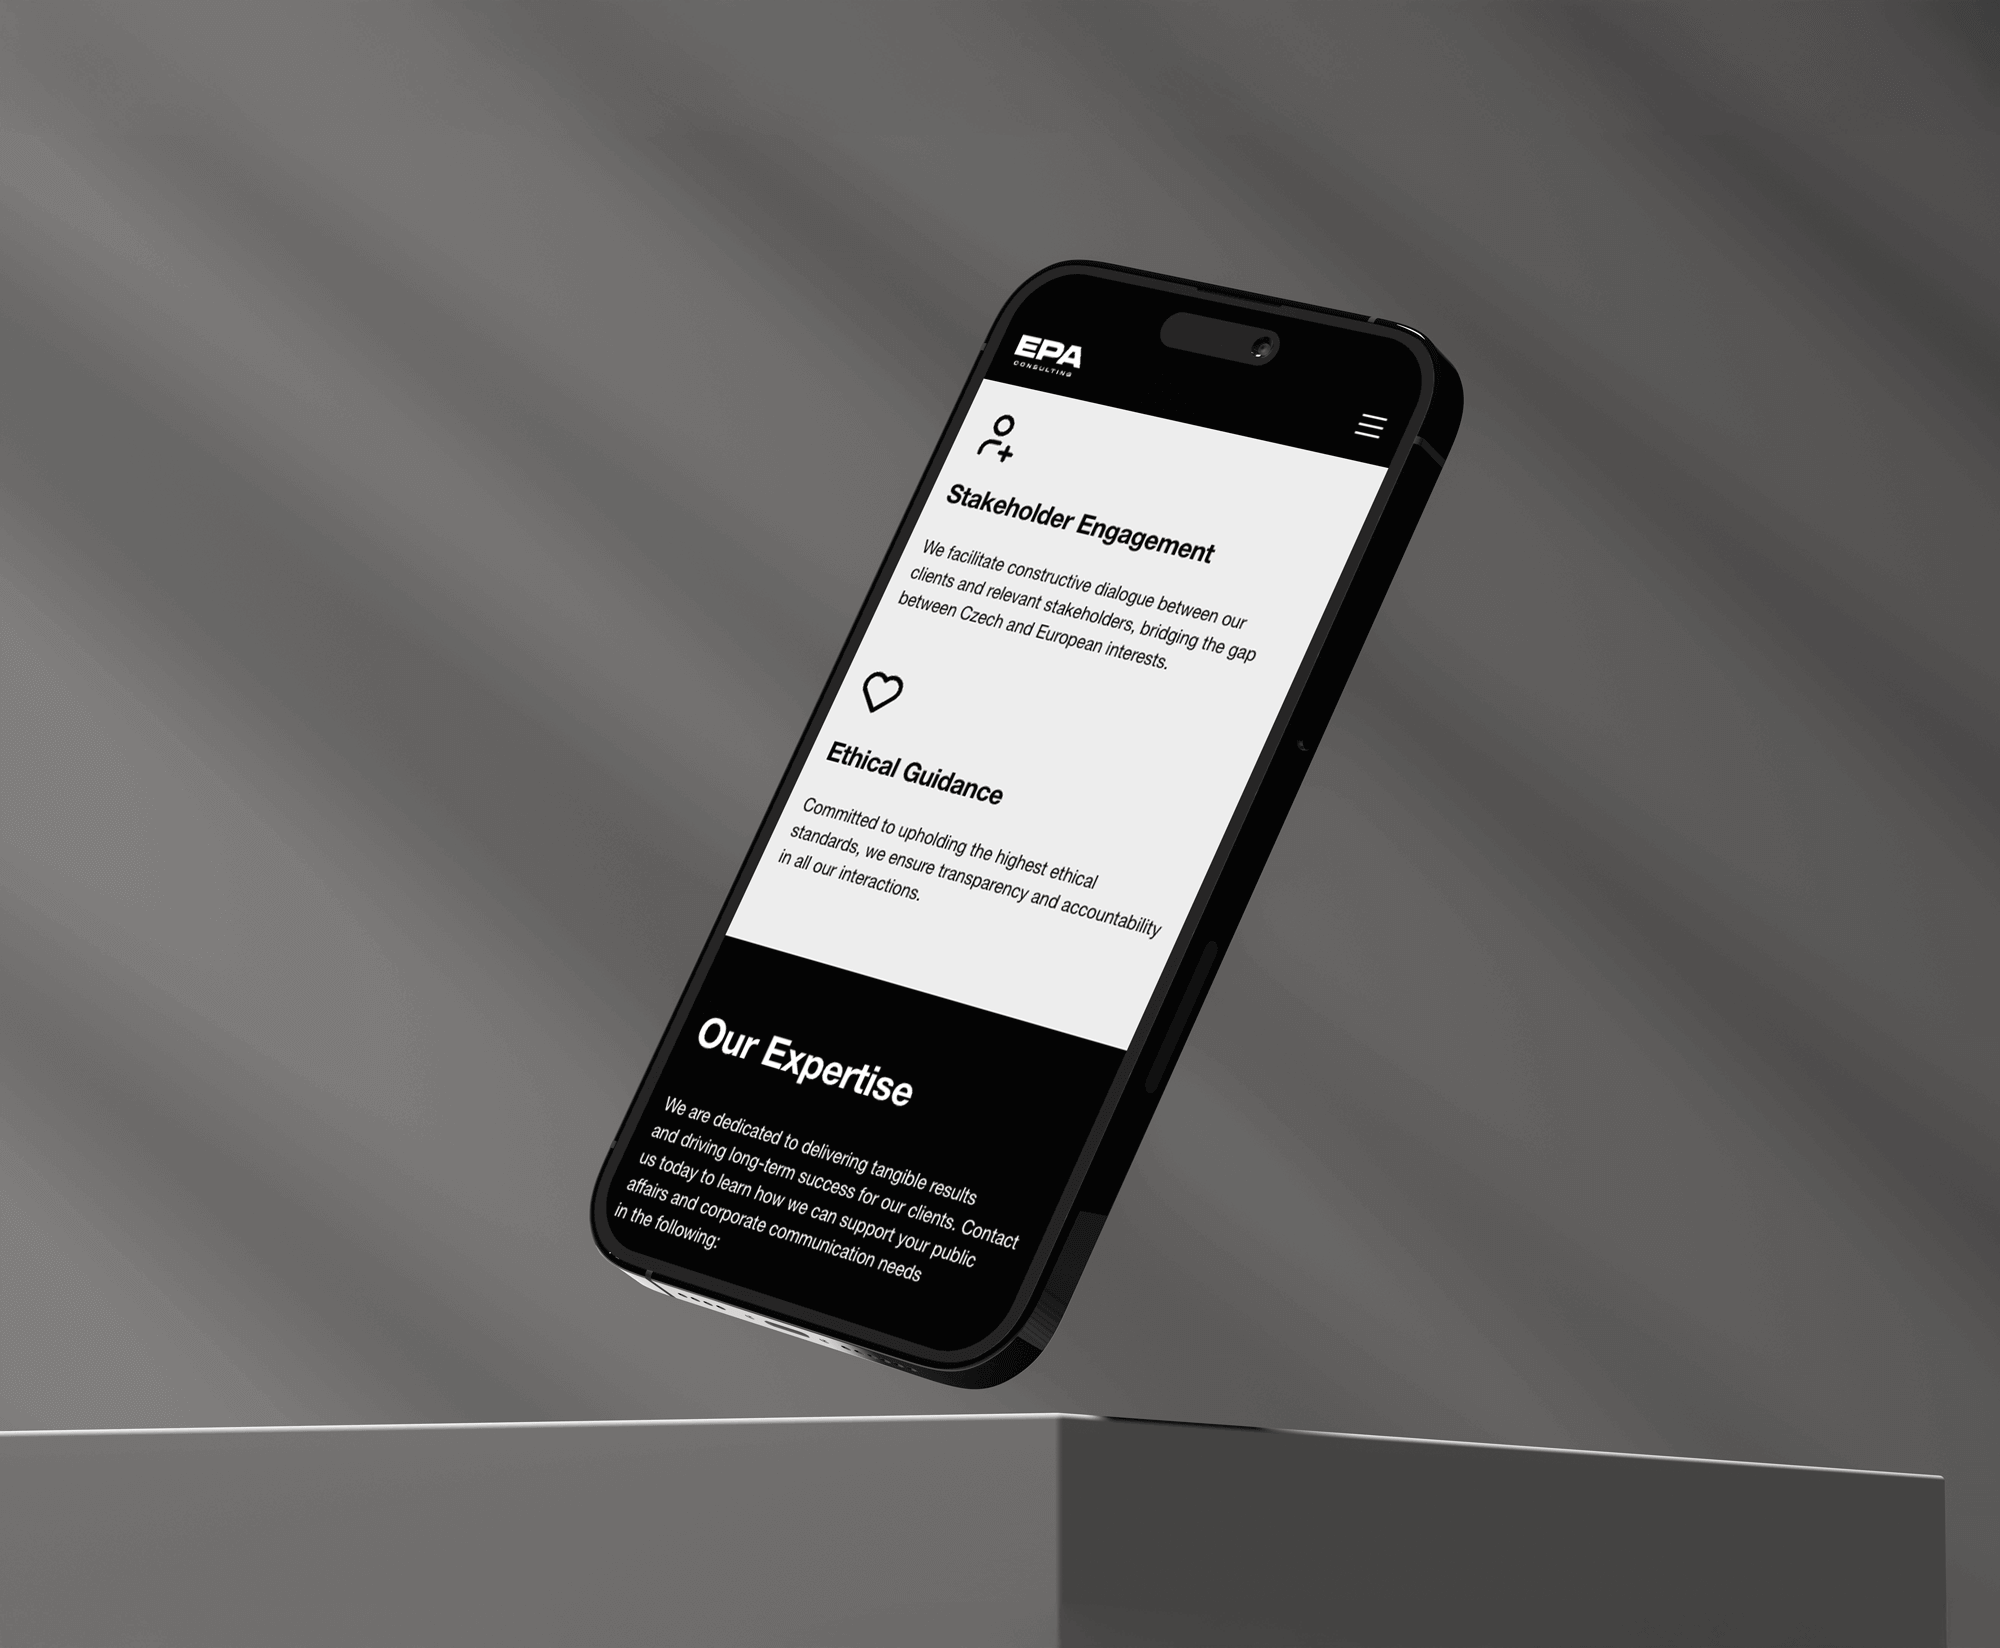 EPA
CONSULTING
Stakeholder Engagement
We facilitate constructive dialogue between our
clients and relevant stakeholders, bridging the gap
between Czech and European interests.
Ethical Guidance
Committed to upholding the highest ethical
standards, we ensure transparency and accountability
in all our interactions.
Our Expertise
We are dedicated to delivering tangible results
and driving long-term success for our clients. Contact
us today to learn how we can support your public
affairs and corporate communication needs
in the following: